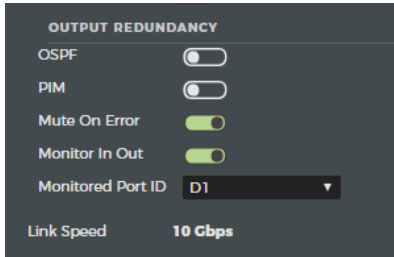 OUTPUT REDUNDANCY
OSPF
PIM
Mute On Error
Monitor In Out
Monitored Port ID D1
Link Speed 10 Gbps